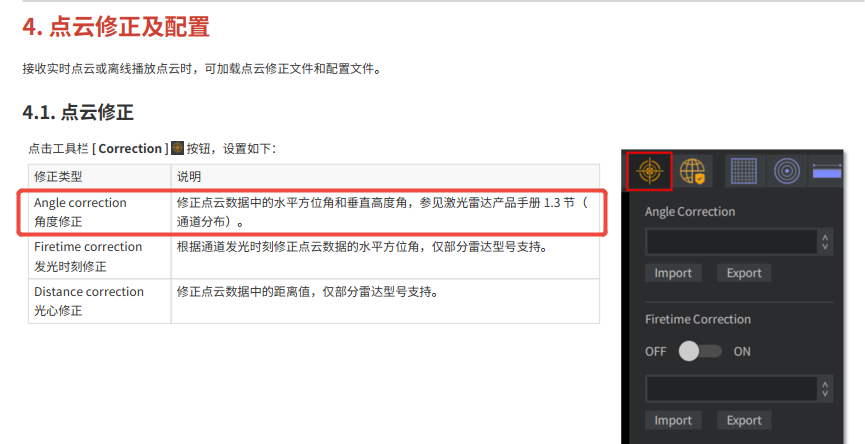 4. 点云修正及配置
接收实时点云或离线播放点云时，可加载点云修正文件和配置文件。
4.1. 点云修正
点击工具栏 [ Correction ] 按钮，设置如下：
修正类型 说明
Angle correction
角度修正
修正点云数据中的水平方位角和垂直高度角，参见激光雷达产品手册 1.3 节（
通道分布）。
Firetime correction
发光时刻修正
根据通道发光时刻修正点云数据的水平方位角，仅部分雷达型号支持。
Distance correction
光心修正
修正点云数据中的距离值，仅部分雷达型号支持。
Angle Correction
Import Export
Firetime Correction
OFF ON
Import Export